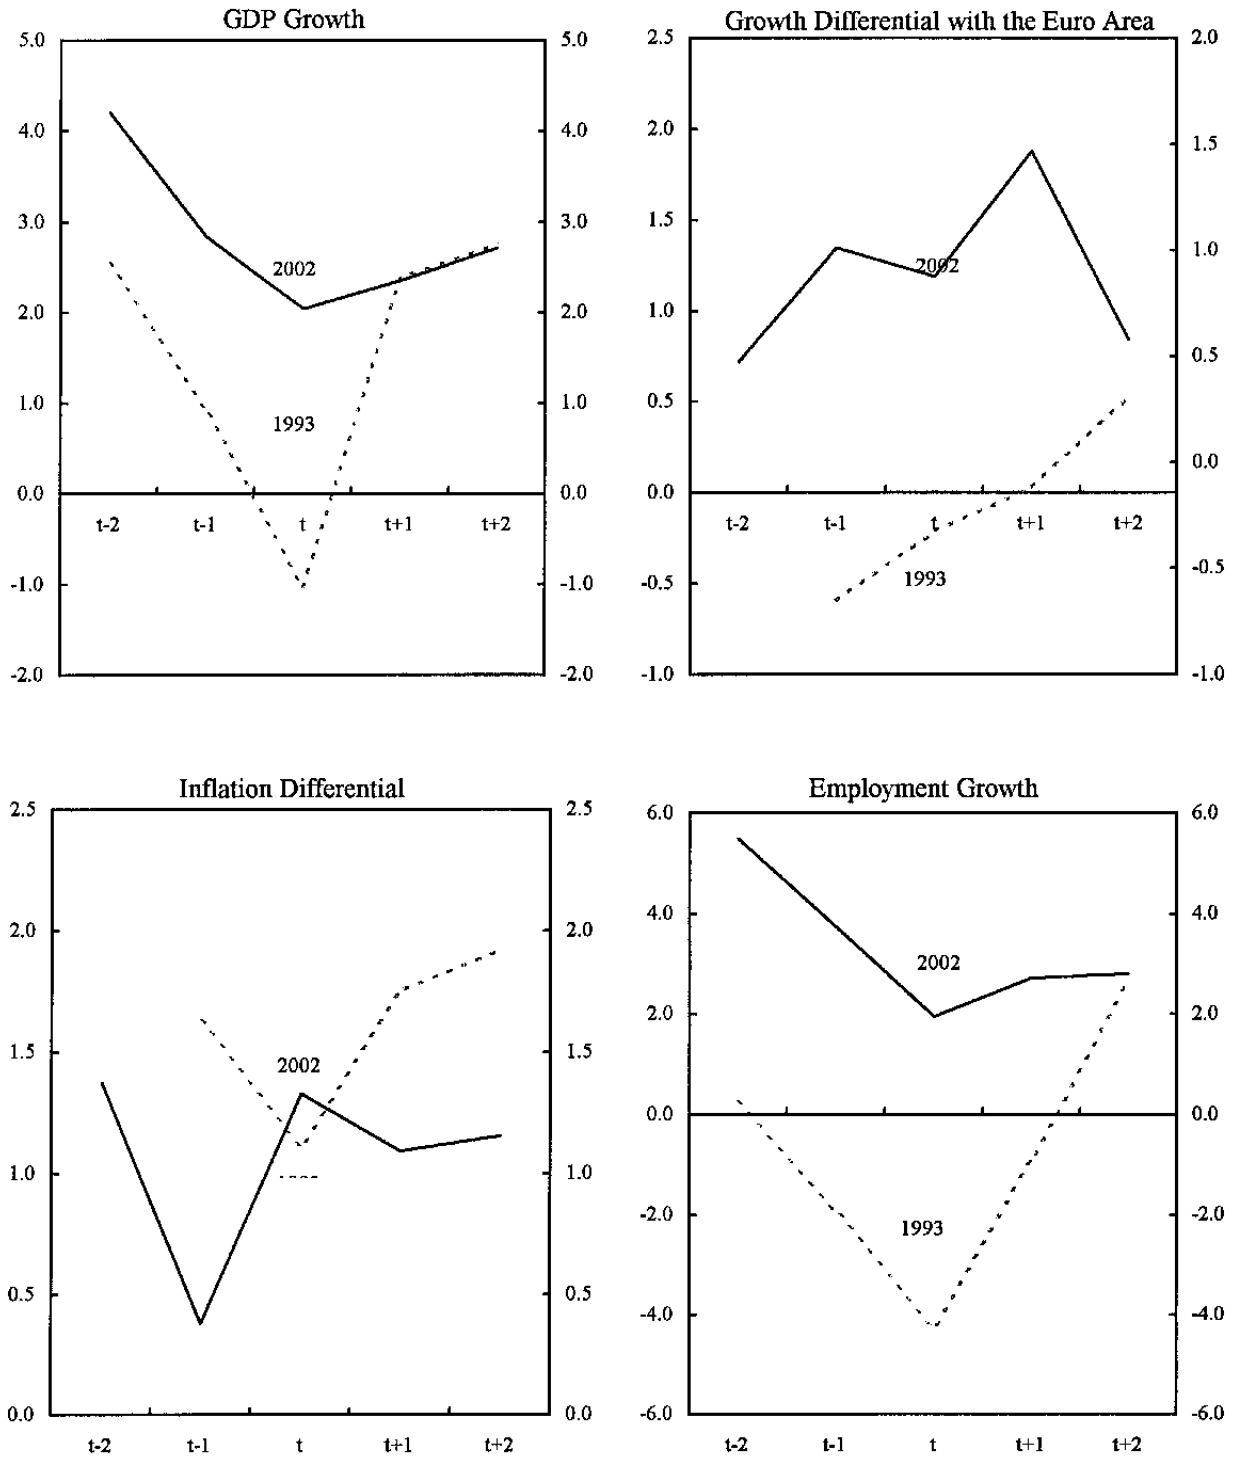 GDP Growth
Growth Differential with the Euro Area
5.0 5.0 2.5 2.0
4.0 4.0 2.0 1.5
3.0 3.0 1.5
2002 2002 1.0
2.0 2.0 1.0
0.5
1.0 1.0 0.5
1993
0.0
0.0 0.0 0.0
t-2 t-1 t t+1 t+2 t-2 t-1 t t+1 t+2
-1.0 -1.0 -0.5 1993 -0.5
-2.0 -2.0 -1.0 -1.0
Inflation Differential
Employment Growth
2.5 2.5 6.0 6.0
2.0 2.0 4.0 4.0
2002
1.5 1.5 2.0 2.0
2002
0.0 0.0
1.0 1.0
-2.0 1993 -2.0
0.5 0.5 -4.0 -4.0
0.0 0.0 -6.0 -6.0
t-2 t-1 t t+1 t+2 t-2 t-1 t t+1 t+2